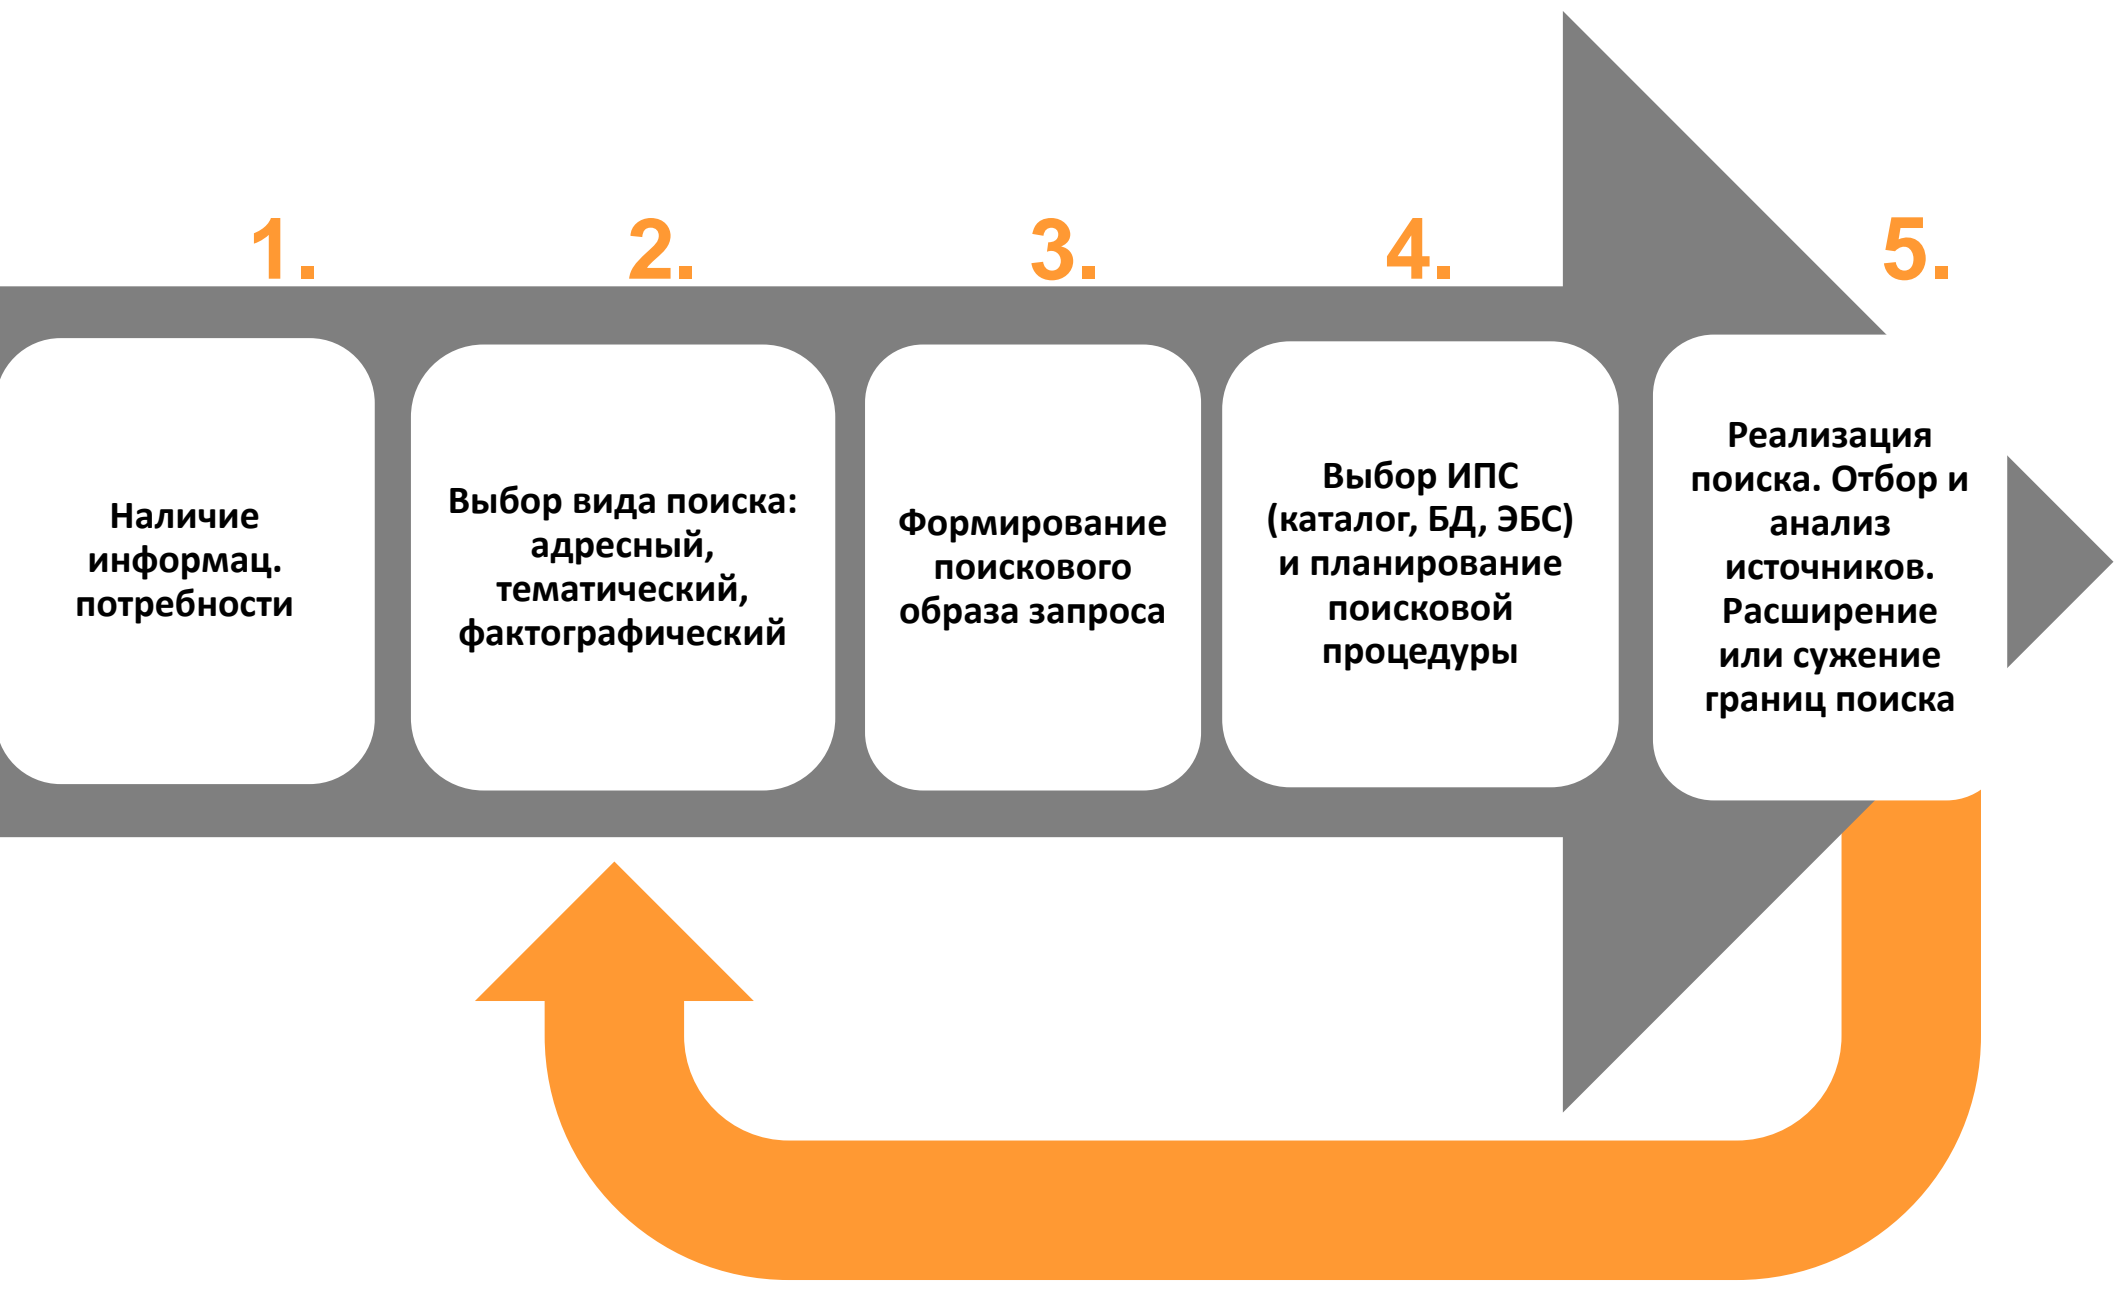 1.
2.
3.
4.
5.
Наличие
информац.
потребности
Выбор вида поиска:
адресный,
тематический,
фактографический
Формирование
поискового
образа запроса
Выбор ИПС
(каталог, БД, ЭБС)
и планирование
поисковой
процедуры
Реализация
поиска. Отбор и
анализ
источников.
Расширение
или сужение
границ поиска